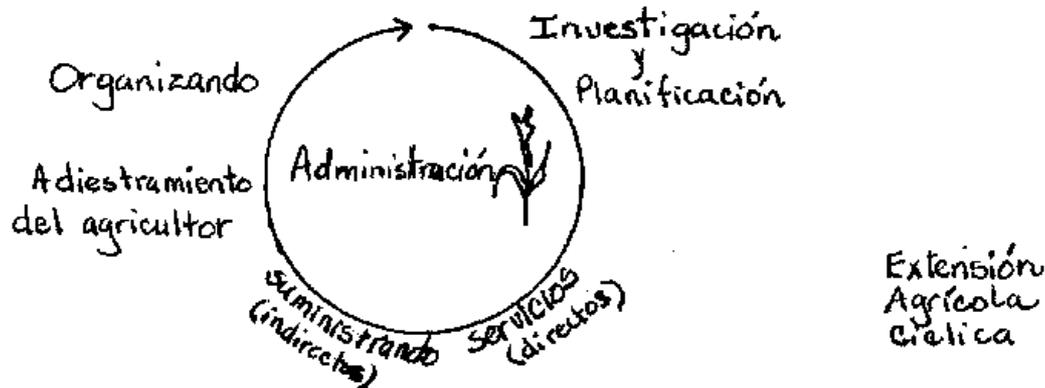 Investigación
y
Planificación
Organizando
Administración
Adiestramiento
del agricultor
suministrando
(indirectos)
servicios
(directos)
Extensión
Agrícola
Cíclica